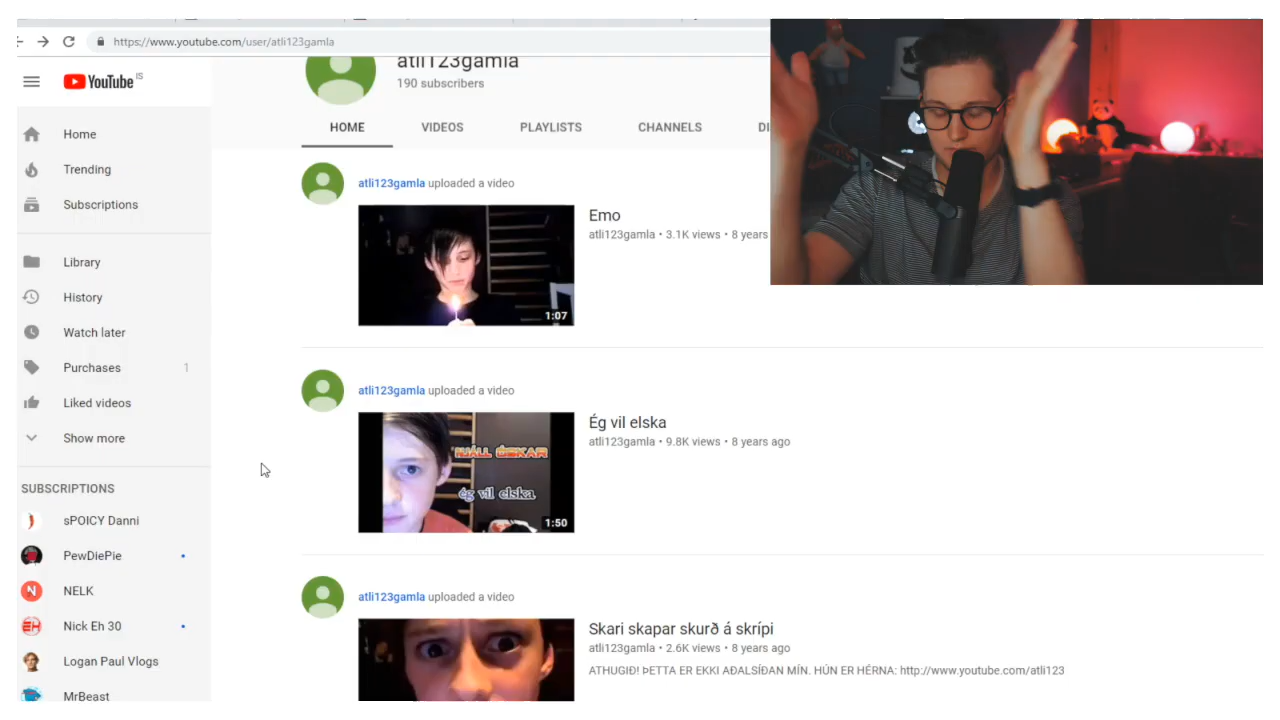 https://www.youtube.com/user/atli123gamla
YouTube IS
atli123gamla
190 subscribers
HOME VIDEOS PLAYLISTS CHANNELS DI
Home
Trending
Subscriptions
Library
History
Watch later
Purchases 1
Liked videos
Show more
SUBSCRIPTIONS
sPOICY Danni
PewDiePie
N NELK
EH Nick Eh 30
Logan Paul Vlogs
MrBeast
atli123gamla uploaded a video
1:07
Emo
atli123gamla • 3.1K views • 8 years
atli123gamla uploaded a video
ÓSKAR
ég vil elska
1:50
Ég vil elska
atli123gamla • 9.8K views • 8 years ago
atli123gamla uploaded a video
Skari skapar skurð á skrípi
atli123gamla • 2.6K views • 8 years ago
ATHUGIÐ! ÞETTA ER EKKI AÐALSÍÐAN MÍN. HÚN ER HÉRNA: http://www.youtube.com/atli123